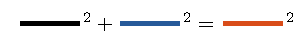 ² + ² = 
²